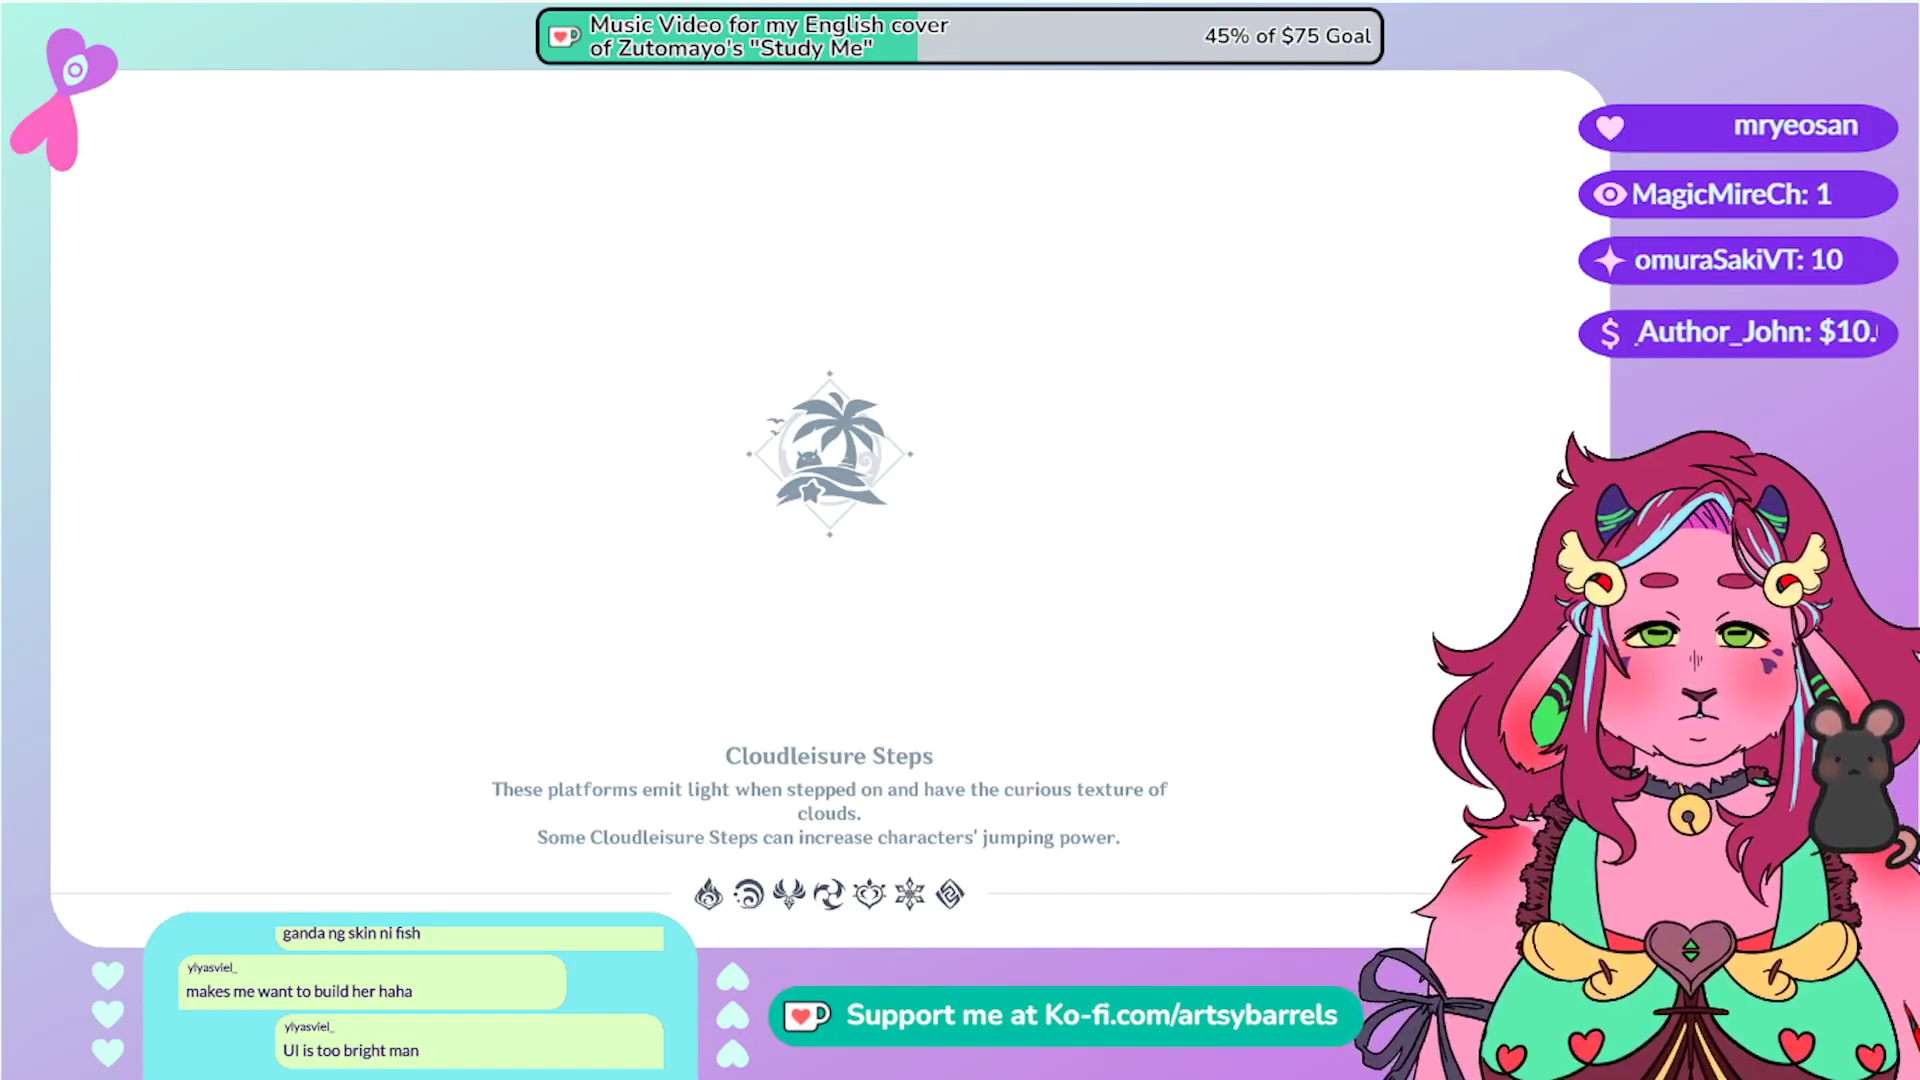 Music Video for my English cover
of Zutomayo's "Study Me"
45% of $75 Goal
mryeosan
MagicMireCh: 1
omuraSakiVT: 10
_Author_John: $10.
Cloudleisure Steps
These platforms emit light when stepped on and have the curious texture of
clouds.
Some Cloudleisure Steps can increase characters' jumping power.
ganda ng skin ni fish
ylyasviel_
makes me want to build her haha
ylyasviel_
UI is too bright man
Support me at Ko-fi.com/artsybarrels